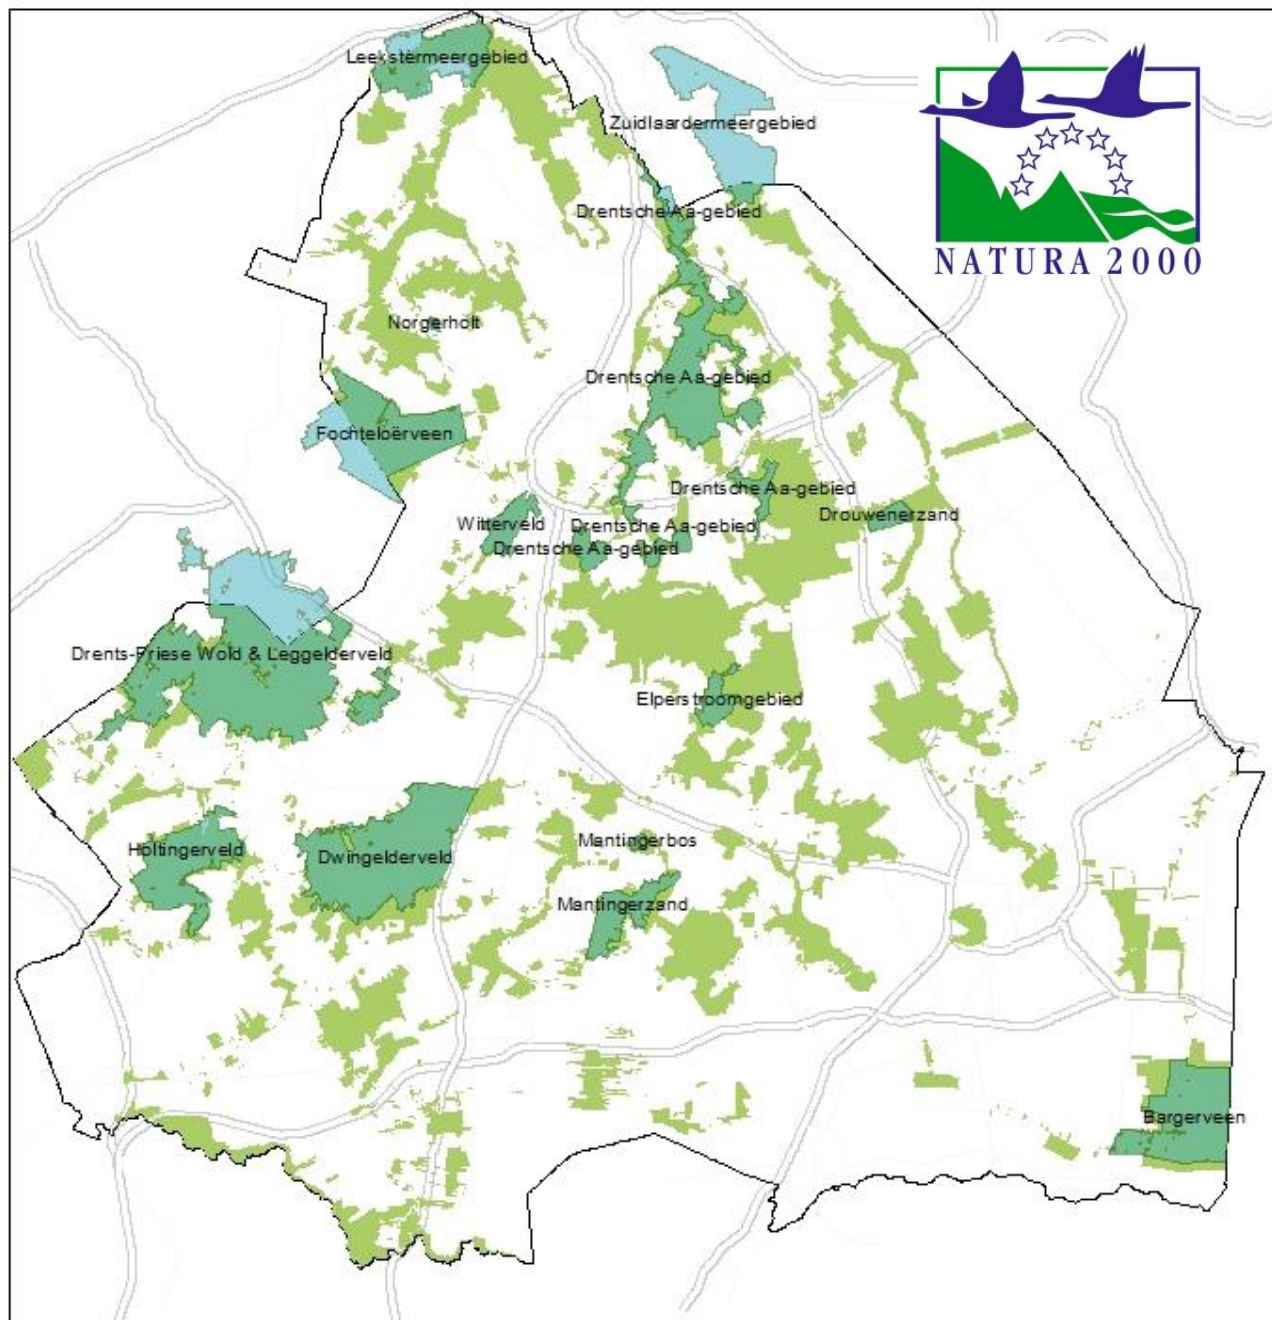 Leekstermeergebied
Zuidlaardermeergebied
NATURA 2000
Drentsche Aa-gebied
Norgerholt
Drentsche Aa-gebied
Fochteloërveen
Drentsche Aa-gebied
Drouwenerzand
Witterveld
Drentsche Aa-gebied
Drentsche Aa-gebied
Drents-Friese Wold & Leggelderveld
Elperstroomgebied
Mantingerbos
Holtingerveld
Dwingelderveld
Mantingerzand
Bargerveen